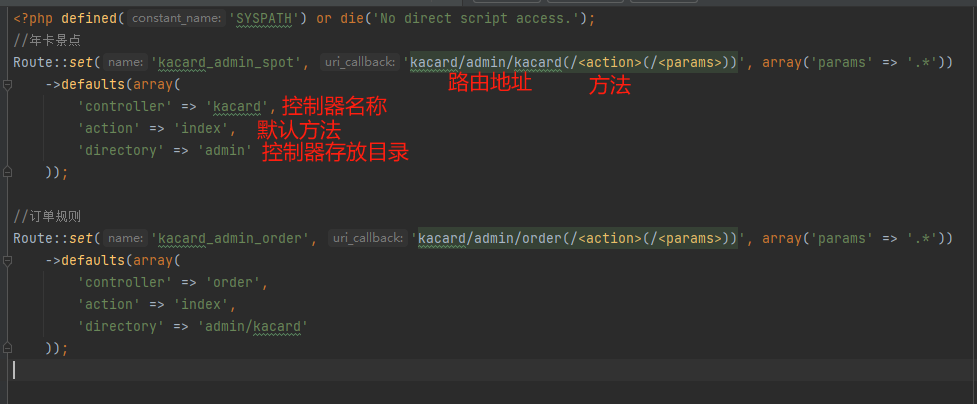 <?php defined( constant_name: 'SYSPATH') or die('No direct script access.');
//年卡景点
Route::set( name: 'kacard_admin_spot', uri_callback: 'kacard/admin/kacard(/<action>(/<params>))', array('params' => '.*'))
路由地址 方法
->defaults(array(
'controller' => 'kacard', 控制器名称
'action' => 'index', 默认方法
'directory' => 'admin' 控制器存放目录
));
//订单规则
Route::set( name: 'kacard_admin_order', uri_callback: 'kacard/admin/order(/<action>(/<params>))', array('params' => '.*'))
->defaults(array(
'controller' => 'order',
'action' => 'index',
'directory' => 'admin/kacard'
));